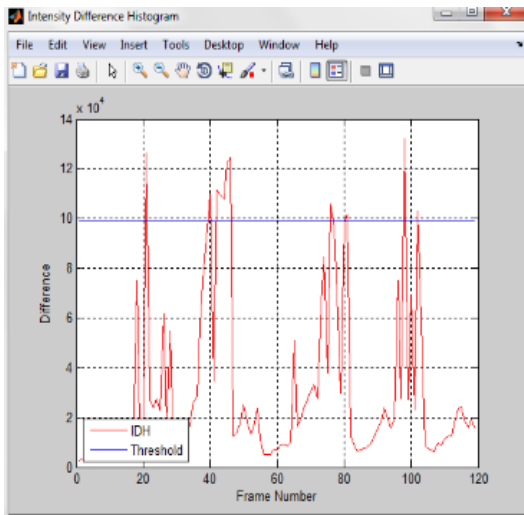 Intensity Difference Histogram
File Edit View Insert Tools Desktop Window Help
x 10^4
14
12
10
8
6
4
2
0
Difference
IDH
Threshold
0 20 40 60 80 100 120
Frame Number